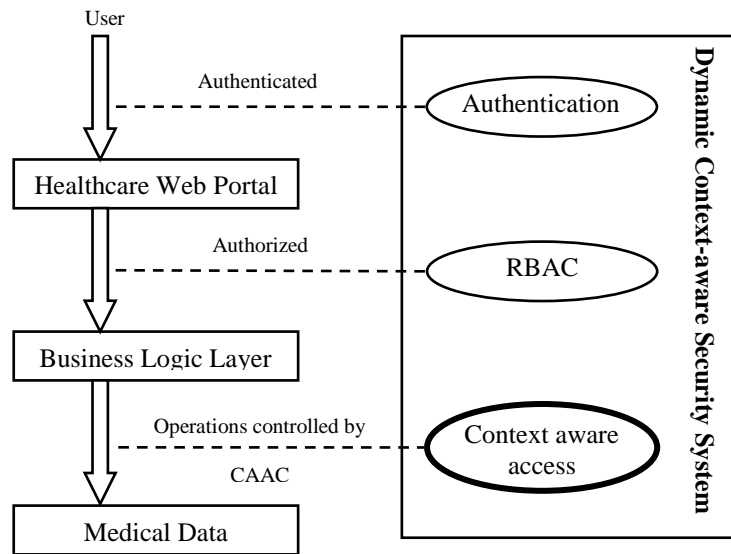 User
Authenticated
Authentication
Healthcare Web Portal
Authorized
RBAC
Business Logic Layer
Operations controlled by
CAAC
Context aware
access
Medical Data
Dynamic Context-aware Security System